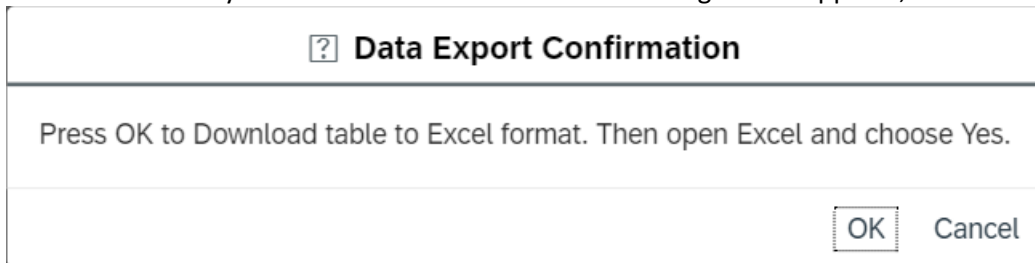 Data Export Confirmation
Press OK to Download table to Excel format. Then open Excel and choose Yes.
OK Cancel